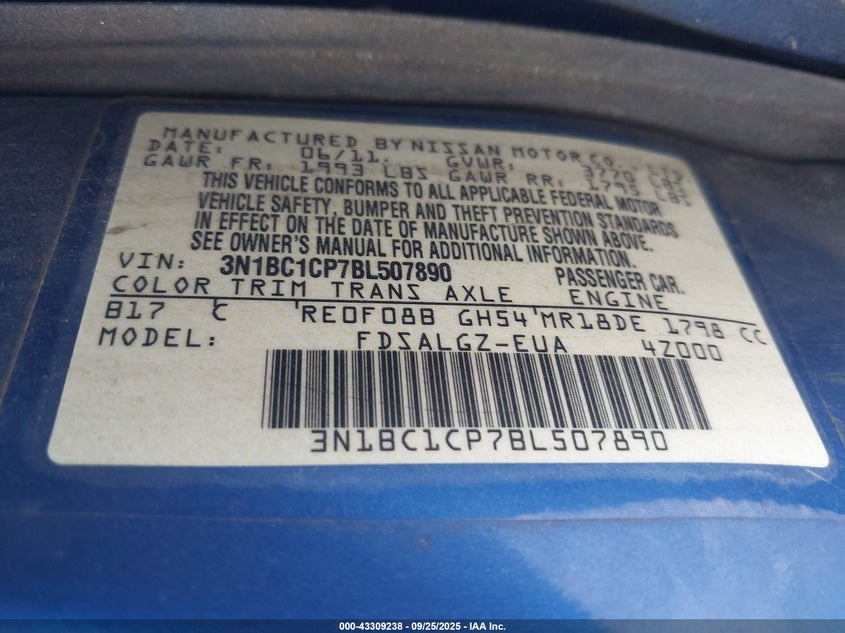 MANUFACTURED BY NISSAN MOTOR CO., LTD
DATE: 06/11. GVWR: 3770 LBS
GAWR FR: 1993 LBS GAWR RR: 1795 LBS
THIS VEHICLE CONFORMS TO ALL APPLICABLE FEDERAL MOTOR
VEHICLE SAFETY, BUMPER AND THEFT PREVENTION STANDARDS
IN EFFECT ON THE DATE OF MANUFACTURE SHOWN ABOVE.
SEE OWNER'S MANUAL FOR ADDITIONAL INFORMATION.
VIN: 3N1BC1CP7BL507890 PASSENGER CAR.
COLOR TRIM TRANS AXLE ENGINE
B17 C RE0F08B GH54 MR18DE 1798 CC
MODEL: FDSALGZ-EUA 4Z000
3N1BC1CP7BL507890
000-43309238 - 09/25/2025 - IAA Inc.